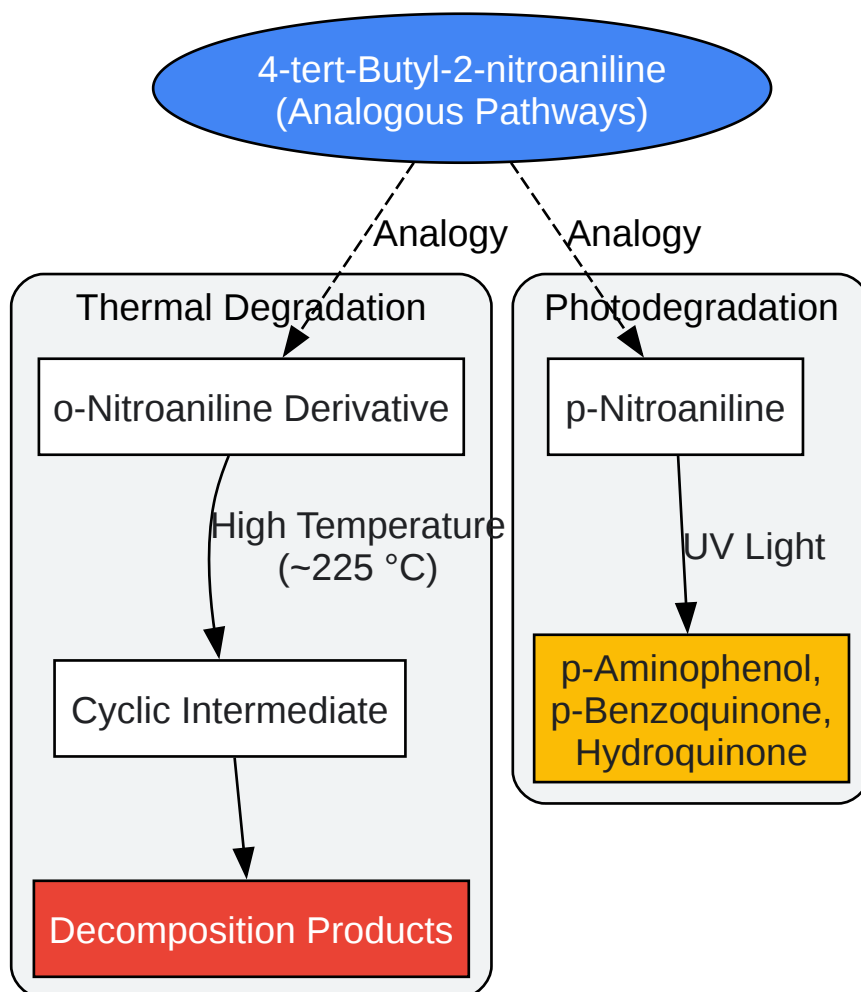 4-tert-Butyl-2-nitroaniline
(Analogous Pathways)
Analogy
Analogy
Thermal Degradation
Photodegradation
o-Nitroaniline Derivative
p-Nitroaniline
High Temperature
(~225 °C)
UV Light
Cyclic Intermediate
p-Aminophenol,
p-Benzoquinone,
Hydroquinone
Decomposition Products